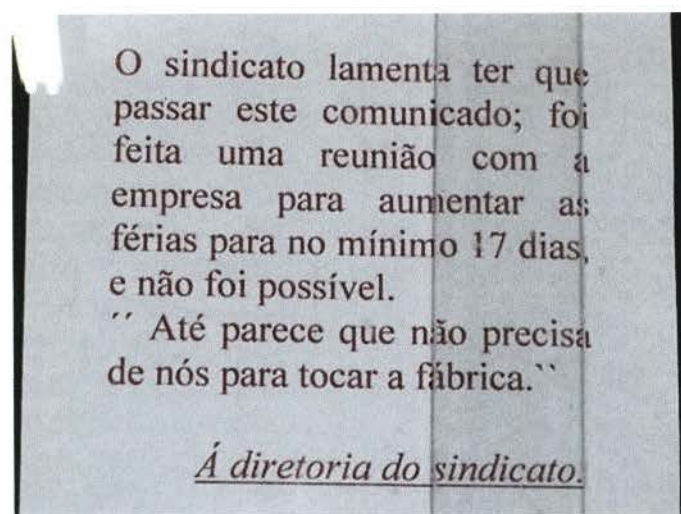 O sindicato lamenta ter que
passar este comunicado; foi
feita uma reunião com a
empresa para aumentar as
férias para no mínimo 17 dias,
e não foi possível.
´´ Até parece que não precisa
de nós para tocar a fábrica.``
Á diretoria do sindicato.